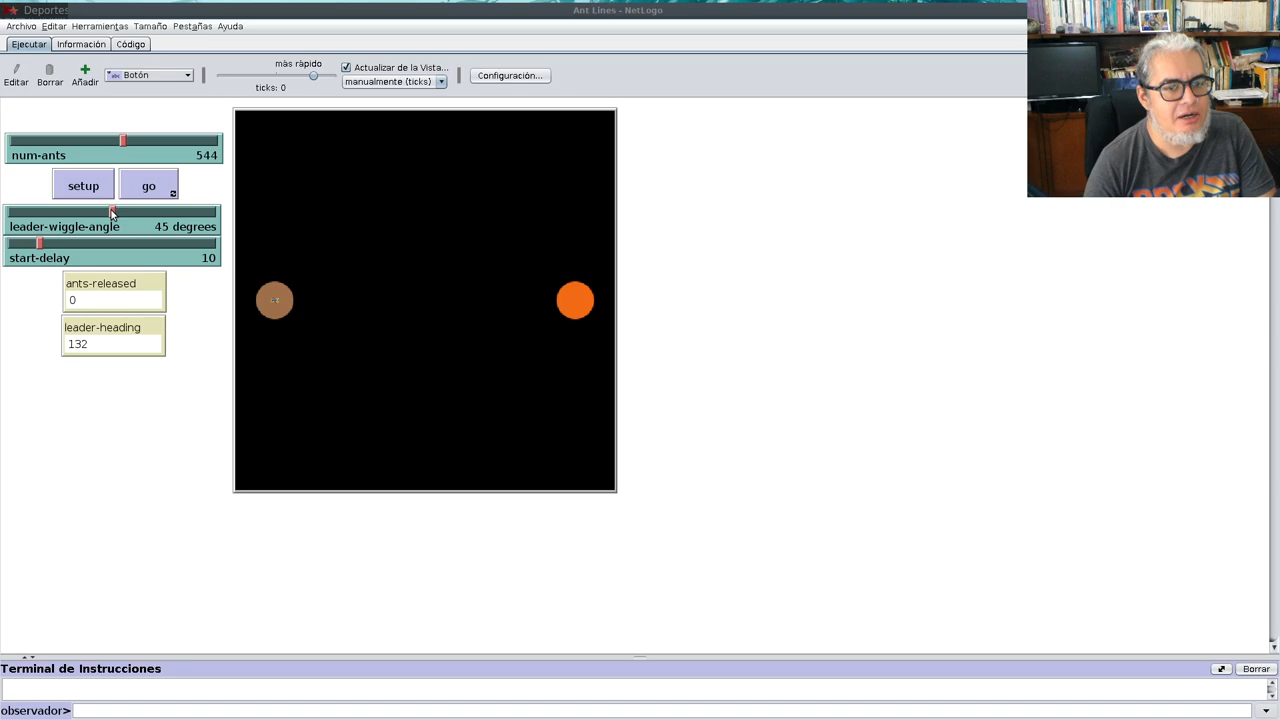 Deportes
Ant Lines - NetLogo
Archivo Editar Herramientas Tamaño Pestañas Ayuda
Ejecutar Información Código
Editar Borrar Añadir
abc Botón
más rápido
ticks: 0
Actualizar de la Vista...
manualmente (ticks)
Configuración...
num-ants 544
setup go
leader-wiggle-angle 45 degrees
start-delay 10
ants-released
0
leader-heading
132
Terminal de Instrucciones
Borrar
observador>